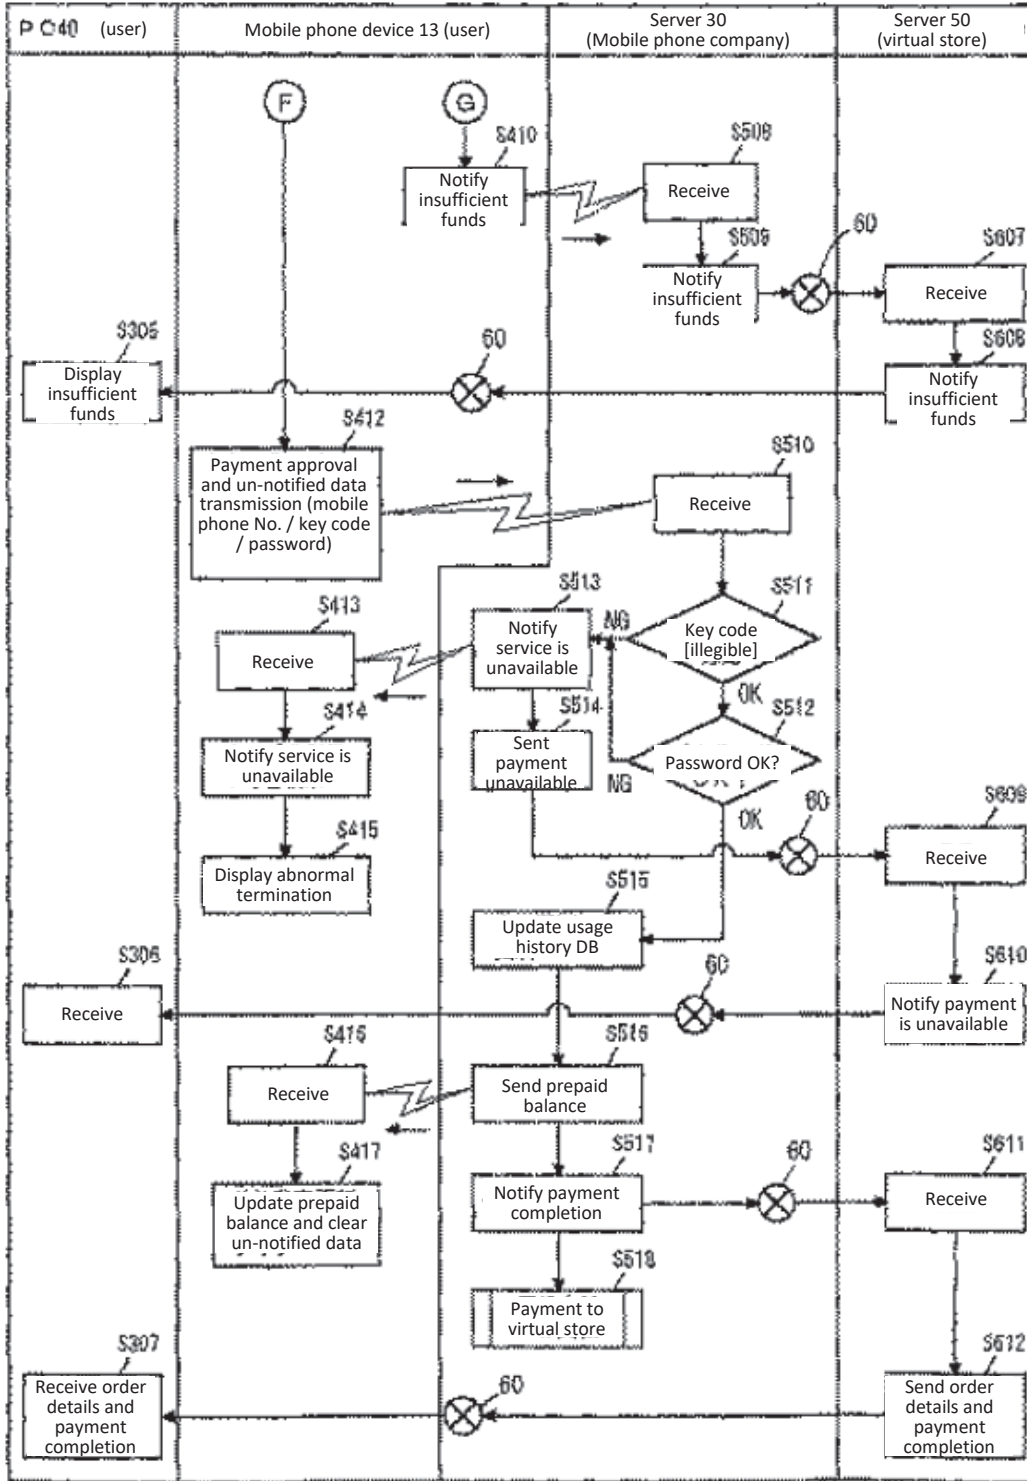 PC40 (user)
Mobile phone device 13 (user)
Server 30
(Mobile phone company)
Server 50
(virtual store)
F
G
S410
Notify
insufficient
funds
S508
Receive
S509
Notify
insufficient
funds
60
S607
Receive
S305
Display
insufficient
funds
60
S608
Notify
insufficient
funds
S412
Payment approval
and un-notified data
transmission (mobile
phone No. / key code
/ password)
S510
Receive
S511
Key code
[illegible]
NG
OK
S513
Notify
service is
unavailable
S413
Receive
S414
Notify service is
unavailable
S514
Sent
payment
unavailable
S512
Password OK?
NG
OK
S415
Display abnormal
termination
60
S609
Receive
S515
Update usage
history DB
S306
Receive
60
S610
Notify payment
is unavailable
S416
Receive
S516
Send prepaid
balance
S417
Update prepaid
balance and clear
un-notified data
S517
Notify payment
completion
60
S611
Receive
S518
Payment to
virtual store
S307
Receive order
details and
payment
completion
60
S612
Send order
details and
payment
completion